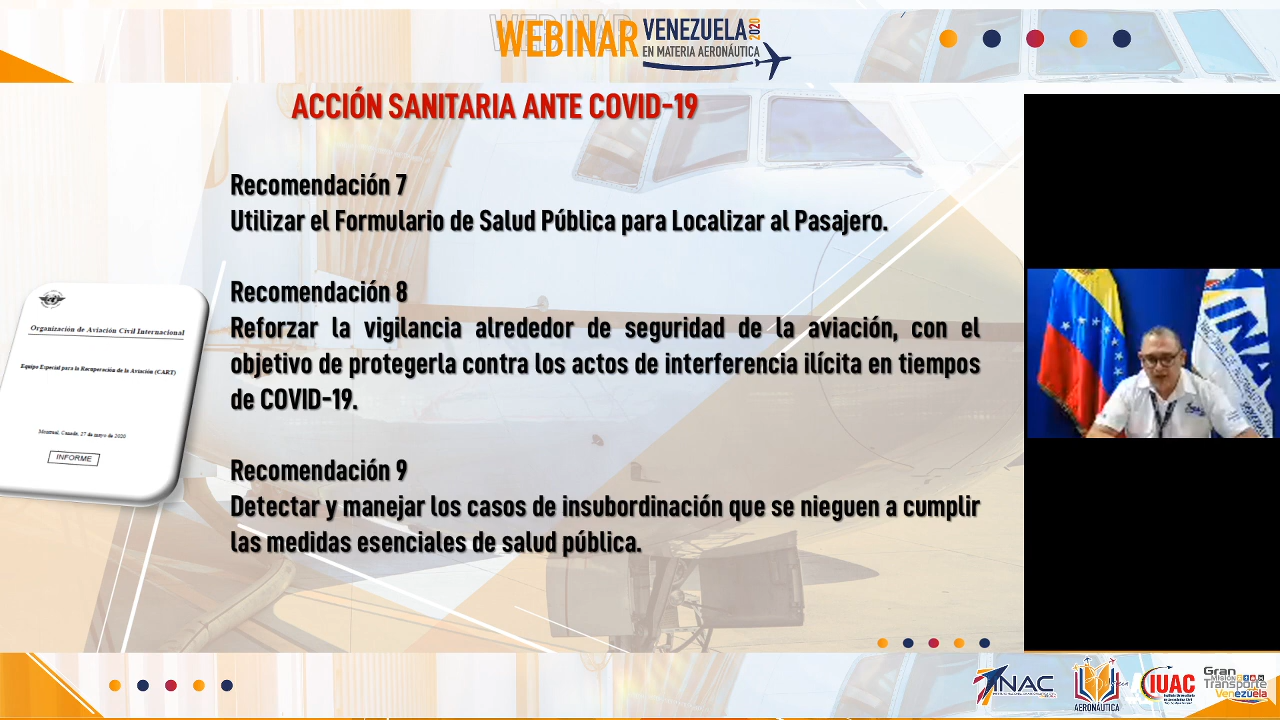 WEBINAR VENEZUELA 2020
EN MATERIA AERONÁUTICA
ACCIÓN SANITARIA ANTE COVID-19
Recomendación 7
Utilizar el Formulario de Salud Pública para Localizar al Pasajero.
Recomendación 8
Reforzar la vigilancia alrededor de seguridad de la aviación, con el
objetivo de protegerla contra los actos de interferencia ilícita en tiempos
de COVID-19.
Recomendación 9
Detectar y manejar los casos de insubordinación que se nieguen a cumplir
las medidas esenciales de salud pública.
Organización de Aviación Civil Internacional
Equipo Especial para la Recuperación de la Aviación (CART)
Montreal, Canadá, 27 de mayo de 2020
INFORME
INAC
INAC
AERONÁUTICA
IUAC
Gran
Misión
Transporte
Venezuela